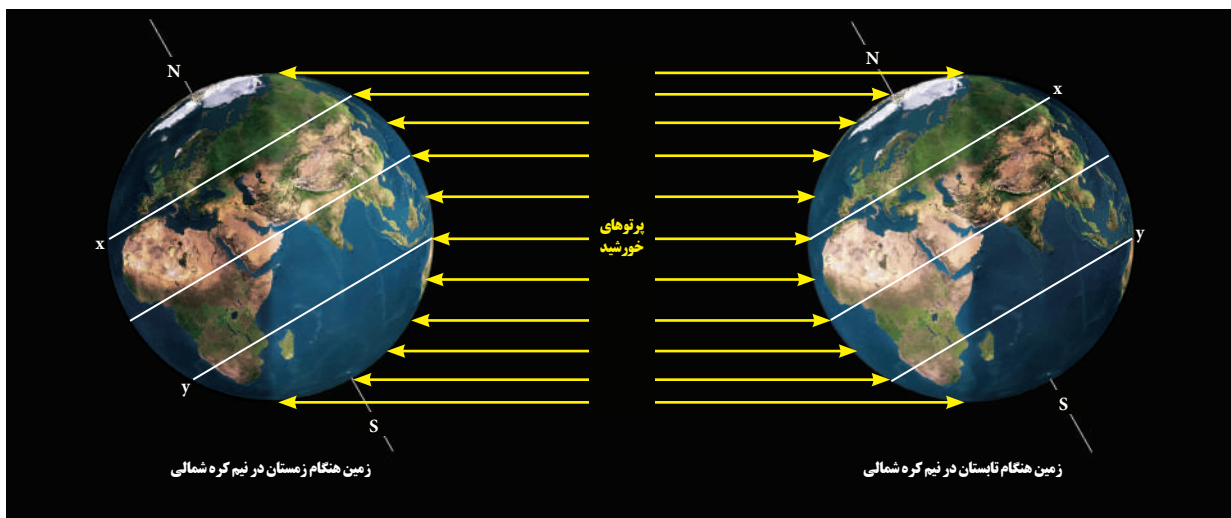 N
N
x
پرتوهای
خورشید
x
y
y
S
S
زمین هنگام تابستان در نیم کره شمالی
زمین هنگام زمستان در نیم کره شمالی